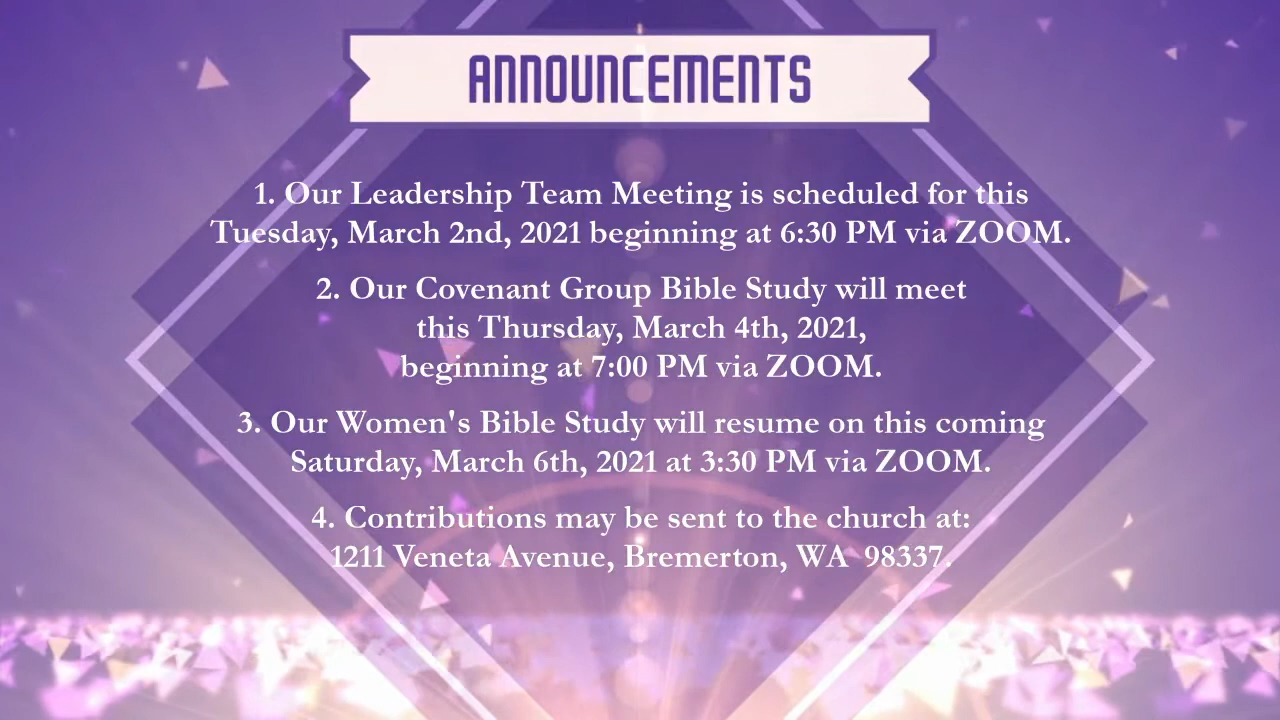 ANNOUNCEMENTS
1. Our Leadership Team Meeting is scheduled for this
Tuesday, March 2nd, 2021 beginning at 6:30 PM via ZOOM.
2. Our Covenant Group Bible Study will meet
this Thursday, March 4th, 2021,
beginning at 7:00 PM via ZOOM.
3. Our Women's Bible Study will resume on this coming
Saturday, March 6th, 2021 at 3:30 PM via ZOOM.
4. Contributions may be sent to the church at:
1211 Veneta Avenue, Bremerton, WA  98337.